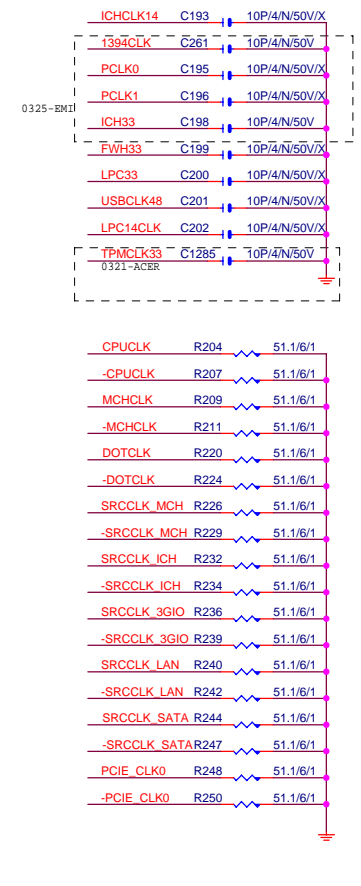 ICHCLK14 C193 10P/4/N/50V/X
1394CLK C261 10P/4/N/50V
PCLK0 C195 10P/4/N/50V/X
PCLK1 C196 10P/4/N/50V/X
0325-EMI
ICH33 C198 10P/4/N/50V
FWH33 C199 10P/4/N/50V/X
LPC33 C200 10P/4/N/50V/X
USBCLK48 C201 10P/4/N/50V/X
LPC14CLK C202 10P/4/N/50V/X
TPMCLK33 C1285 10P/4/N/50V
0321-ACER
CPUCLK R204 51.1/6/1
-CPUCLK R207 51.1/6/1
MCHCLK R209 51.1/6/1
-MCHCLK R211 51.1/6/1
DOTCLK R220 51.1/6/1
-DOTCLK R224 51.1/6/1
SRCCLK_MCH R226 51.1/6/1
-SRCCLK_MCH R229 51.1/6/1
SRCCLK_ICH R232 51.1/6/1
-SRCCLK_ICH R234 51.1/6/1
SRCCLK_3GIO R236 51.1/6/1
-SRCCLK_3GIO R239 51.1/6/1
SRCCLK_LAN R240 51.1/6/1
-SRCCLK_LAN R242 51.1/6/1
SRCCLK_SATA R244 51.1/6/1
-SRCCLK_SATA R247 51.1/6/1
PCIE_CLK0 R248 51.1/6/1
-PCIE_CLK0 R250 51.1/6/1